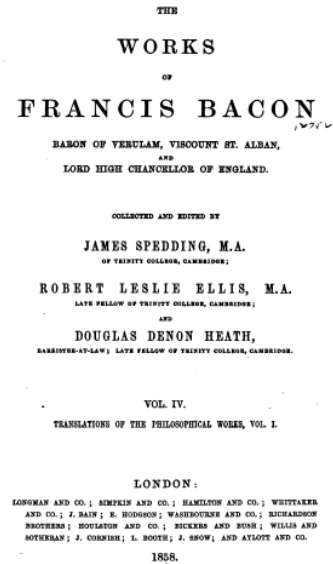 THE
WORKS
OF
FRANCIS BACON
BARON OF VERULAM, VISCOUNT ST. ALBAN,
AND
LORD HIGH CHANCELLOR OF ENGLAND.
COLLECTED AND EDITED BY
JAMES SPEDDING, M.A.
OF TRINITY COLLEGE, CAMBRIDGE;
ROBERT LESLIE ELLIS, M.A.
LATE FELLOW OF TRINITY COLLEGE, CAMBRIDGE;
AND
DOUGLAS DENON HEATH,
BARRISTER-AT-LAW; LATE FELLOW OF TRINITY COLLEGE, CAMBRIDGE.
VOL. IV.
TRANSLATIONS OF THE PHILOSOPHICAL WORKS, VOL. I.
LONDON:
LONGMAN AND CO.; SIMPKIN AND CO.; HAMILTON AND CO.; WHITTAKER
AND CO.; J. BAIN; E. HODGSON; WASHBOURNE AND CO.; RICHARDSON
BROTHERS; HOULSTON AND CO.; BICKERS AND BUSH; WILLIS AND
SOTHERAN; J. CORNISH; L. BOOTH; J. SNOW; AND AYLOTT AND CO.
1858.